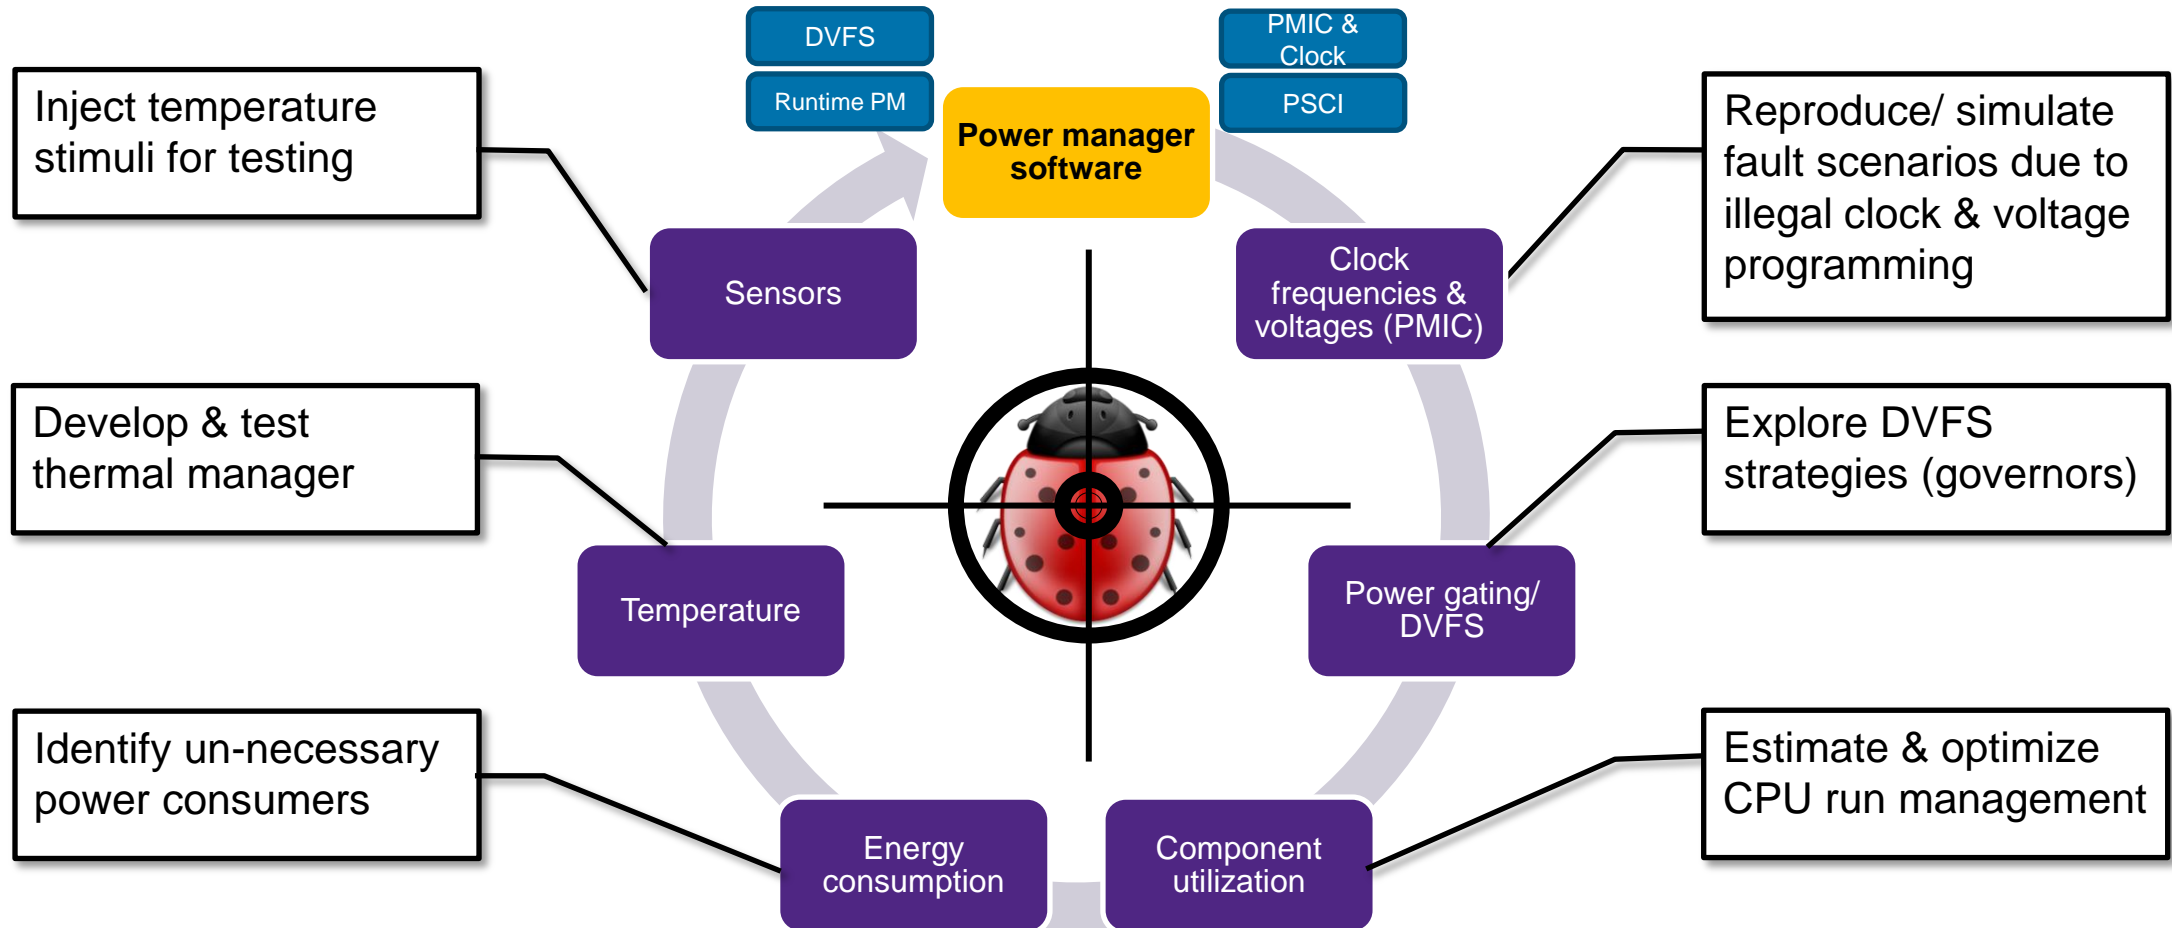 DVFS
Runtime PM
PMIC &
Clock
PSCI
Power manager
software
Inject temperature
stimuli for testing
Reproduce/ simulate
fault scenarios due to
illegal clock & voltage
programming
Sensors
Clock
frequencies &
voltages (PMIC)
Develop & test
thermal manager
Explore DVFS
strategies (governors)
Temperature
Power gating/
DVFS
Identify un-necessary
power consumers
Estimate & optimize
CPU run management
Energy
consumption
Component
utilization